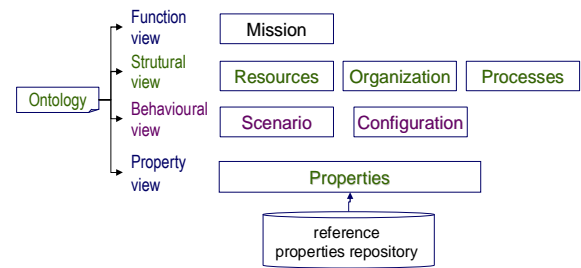 Function
view
Mission
Strutural
view
Resources
Organization
Processes
Ontology
Behavioural
view
Scenario
Configuration
Property
view
Properties
reference
properties repository